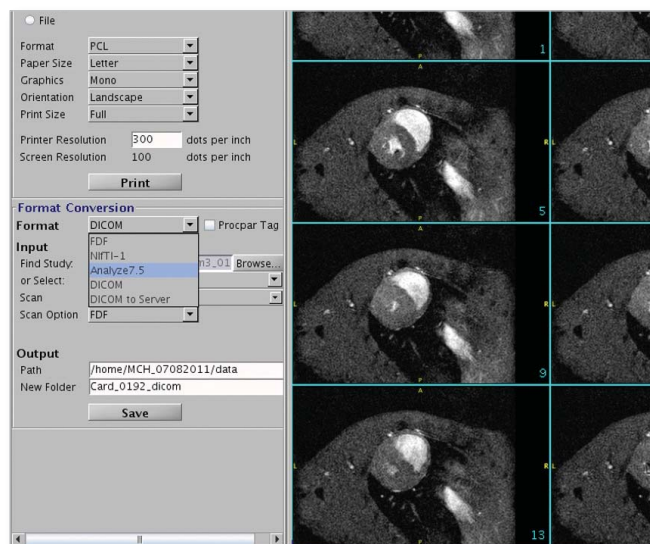 File
Format PCL
Paper Size Letter
Graphics Mono
Orientation Landscape
Print Size Full
Printer Resolution 300 dots per inch
Screen Resolution 100 dots per inch
Print
Format Conversion
Format DICOM Procpar Tag
FDF
NIfTI-1
Analyze7.5
DICOM
DICOM to Server
Input
Find Study: n3_01 Browse...
or Select:
Scan
Scan Option FDF
Output
Path /home/MCH_07082011/data
New Folder Card_0192_dicom
Save
1
P
A
L R L
5
P
A
L R L
9
P
A
L R L
13